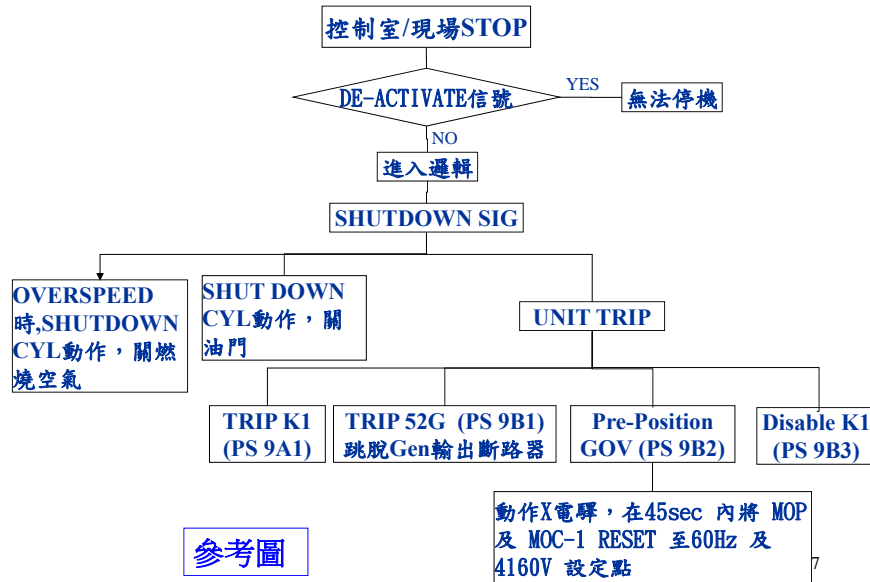 控制室/現場STOP
DE-ACTIVATE信號
YES
無法停機
NO
進入邏輯
SHUTDOWN SIG
OVERSPEED
時,SHUTDOWN
CYL動作，關燃
燒空氣
SHUT DOWN
CYL動作，關
油門
UNIT TRIP
TRIP K1
(PS 9A1)
TRIP 52G (PS 9B1)
跳脫Gen輸出斷路器
Pre-Position
GOV (PS 9B2)
Disable K1
(PS 9B3)
動作X電驛，在45sec 內將 MOP
及 MOC-1 RESET 至60Hz 及
4160V 設定點
參考圖
7